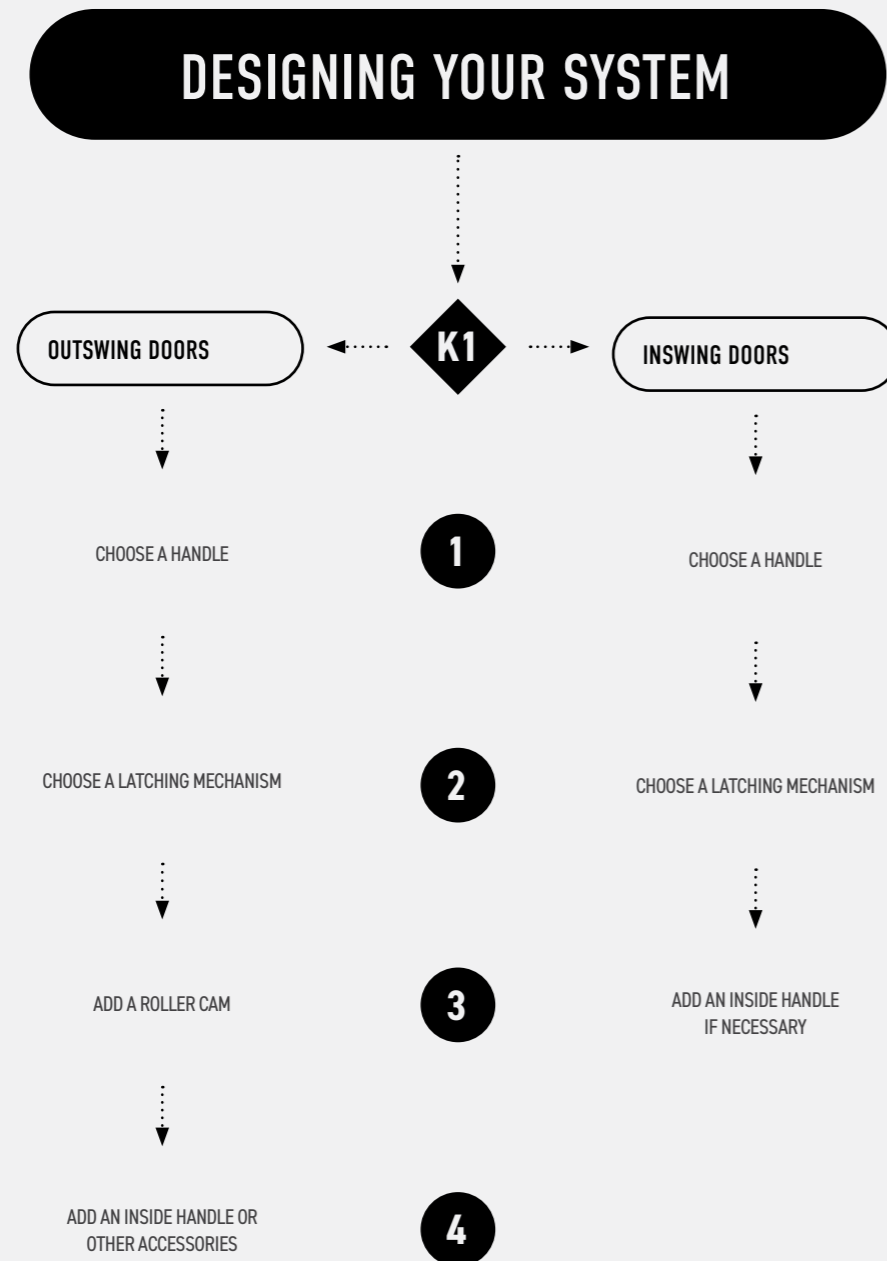 DESIGNING YOUR SYSTEM
K1
OUTSWING DOORS
INSWING DOORS
CHOOSE A HANDLE
1
CHOOSE A HANDLE
CHOOSE A LATCHING MECHANISM
2
CHOOSE A LATCHING MECHANISM
ADD A ROLLER CAM
3
ADD AN INSIDE HANDLE
IF NECESSARY
ADD AN INSIDE HANDLE OR
OTHER ACCESSORIES
4